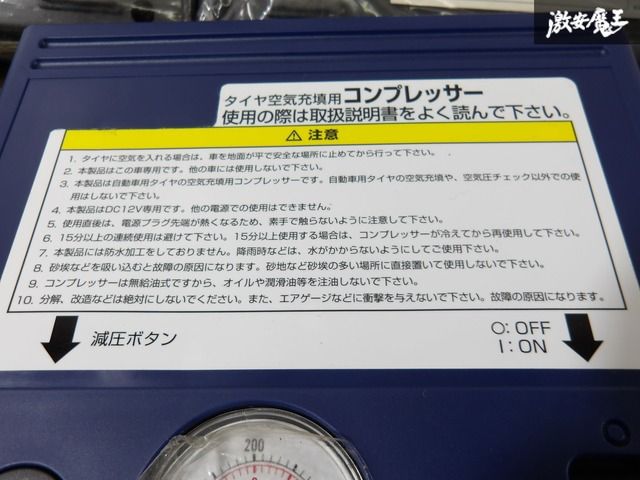 激安魔王
タイヤ空気充填用コンプレッサー
使用の際は取扱説明書をよく読んで下さい。
⚠ 注意
1. タイヤに空気を入れる場合は、車を地面が平で安全な場所に止めてから行って下さい。
2. 本製品はこの車専用です。他の車には使用しないで下さい。
3. 本製品は自動車用タイヤの空気充填用コンプレッサーです。自動車用タイヤの空気充填や、空気圧チェック以外での使
用はしないで下さい。
4. 本製品はDC12V専用です。他の電源での使用はできません。
5. 使用直後は、電源プラグ先端が熱くなるため、素手で触らないように注意して下さい。
6. 15分以上の連続使用は避けて下さい。15分以上使用する場合は、コンプレッサーが冷えてから再使用して下さい。
7. 本製品には防水加工をしておりません。降雨時などは、水がかからないようにしてご使用下さい。
8. 砂埃などを吸い込むと故障の原因になります。砂地など砂埃の多い場所に直接置いて使用しないで下さい。
9. コンプレッサーは無給油式ですから、オイルや潤滑油等を注油しないで下さい。
10. 分解、改造などは絶対にしないでください。また、エアゲージなどに衝撃を与えないで下さい。故障の原因になります。
減圧ボタン
○: OFF
I : ON
200